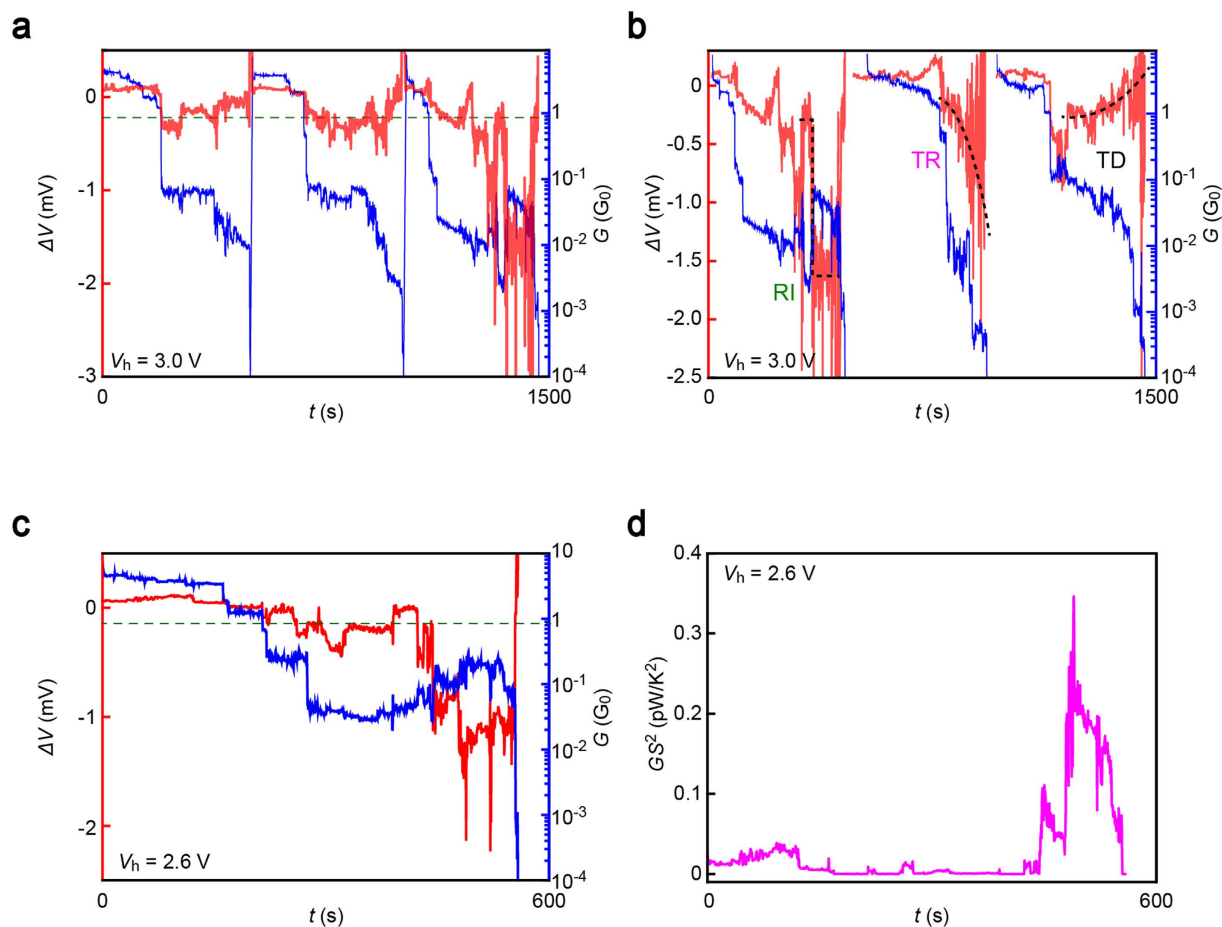 a
b
0
-1
-2
-3
ΔV (mV)
1
10⁻¹
10⁻²
10⁻³
10⁻⁴
G (G₀)
Vₕ = 3.0 V
0
1500
t (s)
0.0
-0.5
-1.0
-1.5
-2.0
-2.5
ΔV (mV)
1
10⁻¹
10⁻²
10⁻³
10⁻⁴
G (G₀)
TR
TD
RI
Vₕ = 3.0 V
0
1500
t (s)
c
d
0
-1
-2
ΔV (mV)
10
1
10⁻¹
10⁻²
10⁻³
10⁻⁴
G (G₀)
Vₕ = 2.6 V
0
600
t (s)
Vₕ = 2.6 V
0.4
0.3
0.2
0.1
0
GS² (pW/K²)
0
600
t (s)